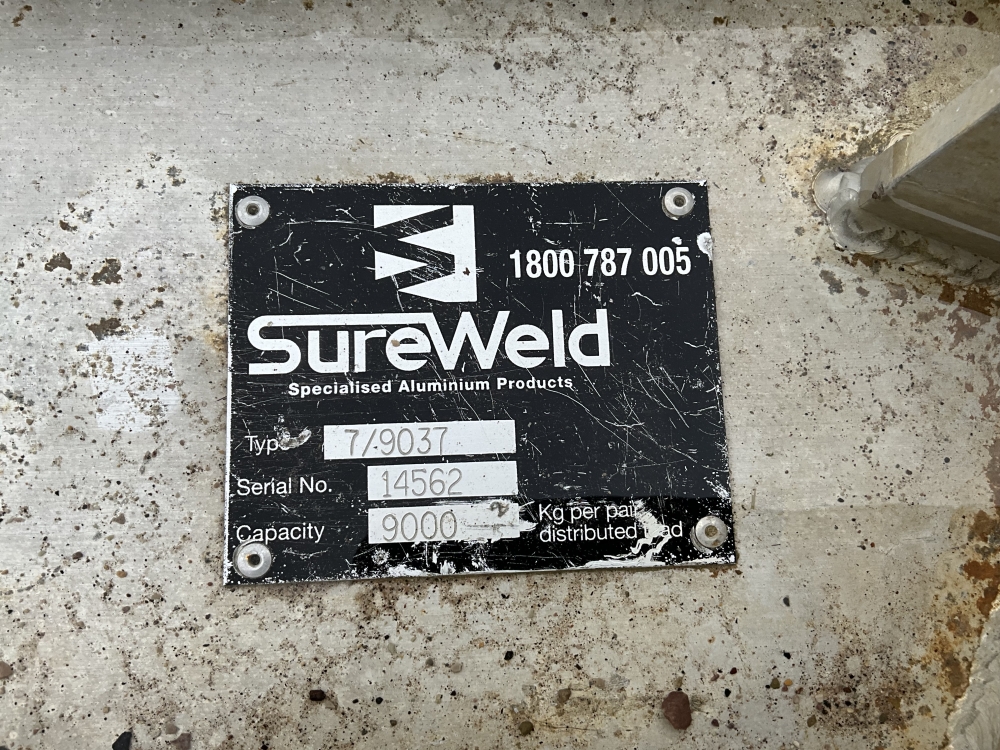 1800 787 005
SureWeld
Specialised Aluminium Products
Type 7/9037
Serial No. 14562
Capacity 9000 Kg per pair
distributed load